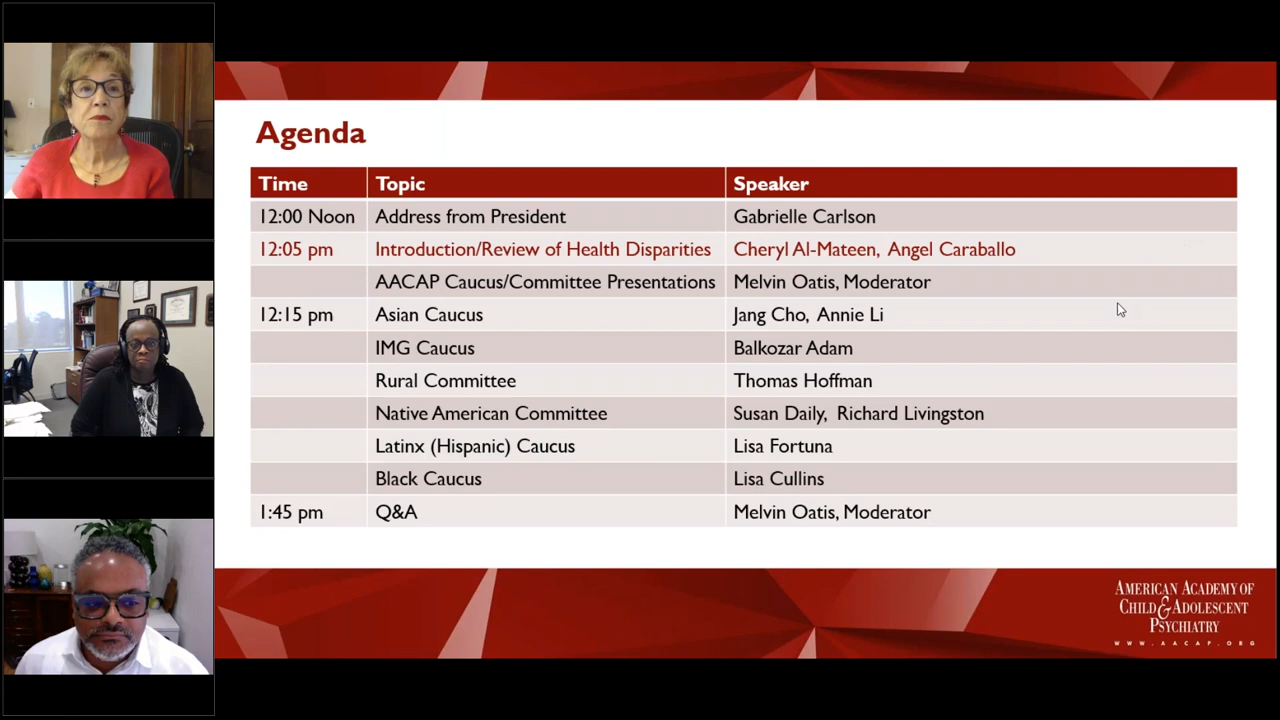 Agenda
Time Topic Speaker
12:00 Noon Address from President Gabrielle Carlson
12:05 pm Introduction/Review of Health Disparities Cheryl Al-Mateen, Angel Caraballo
AACAP Caucus/Committee Presentations Melvin Oatis, Moderator
12:15 pm Asian Caucus Jang Cho, Annie Li
IMG Caucus Balkozar Adam
Rural Committee Thomas Hoffman
Native American Committee Susan Daily, Richard Livingston
Latinx (Hispanic) Caucus Lisa Fortuna
Black Caucus Lisa Cullins
1:45 pm Q&A Melvin Oatis, Moderator
AMERICAN ACADEMY OF
CHILD & ADOLESCENT
PSYCHIATRY
WWW.AACAP.ORG